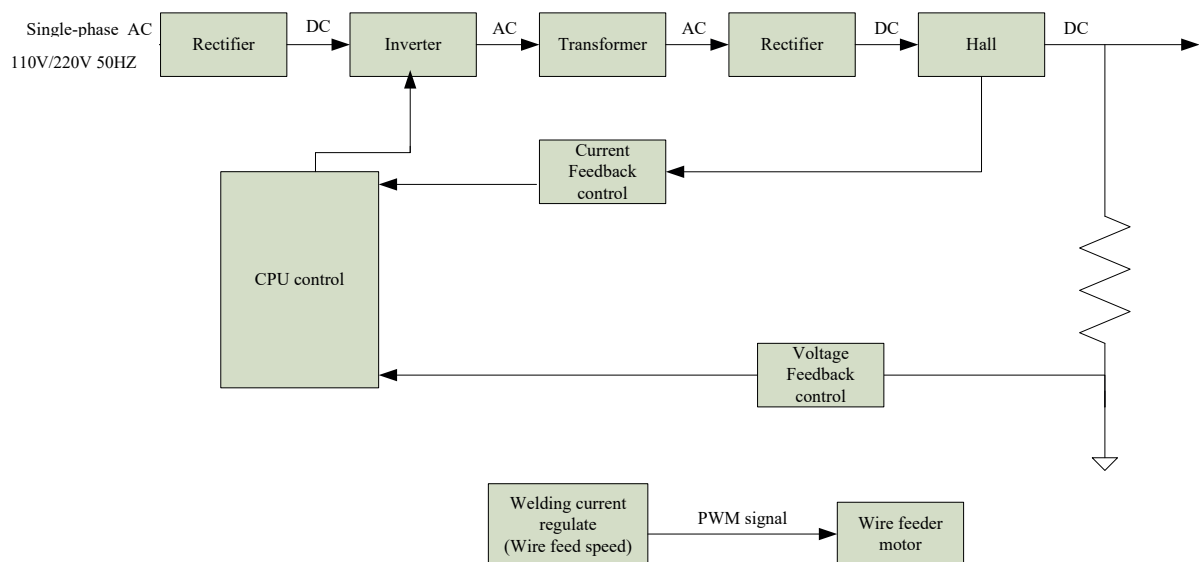 Single-phase AC
110V/220V 50HZ
Rectifier
DC
Inverter
AC
Transformer
AC
Rectifier
DC
Hall
DC
Current
Feedback
control
CPU control
Voltage
Feedback
control
Welding current
regulate
(Wire feed speed)
PWM signal
Wire feeder
motor